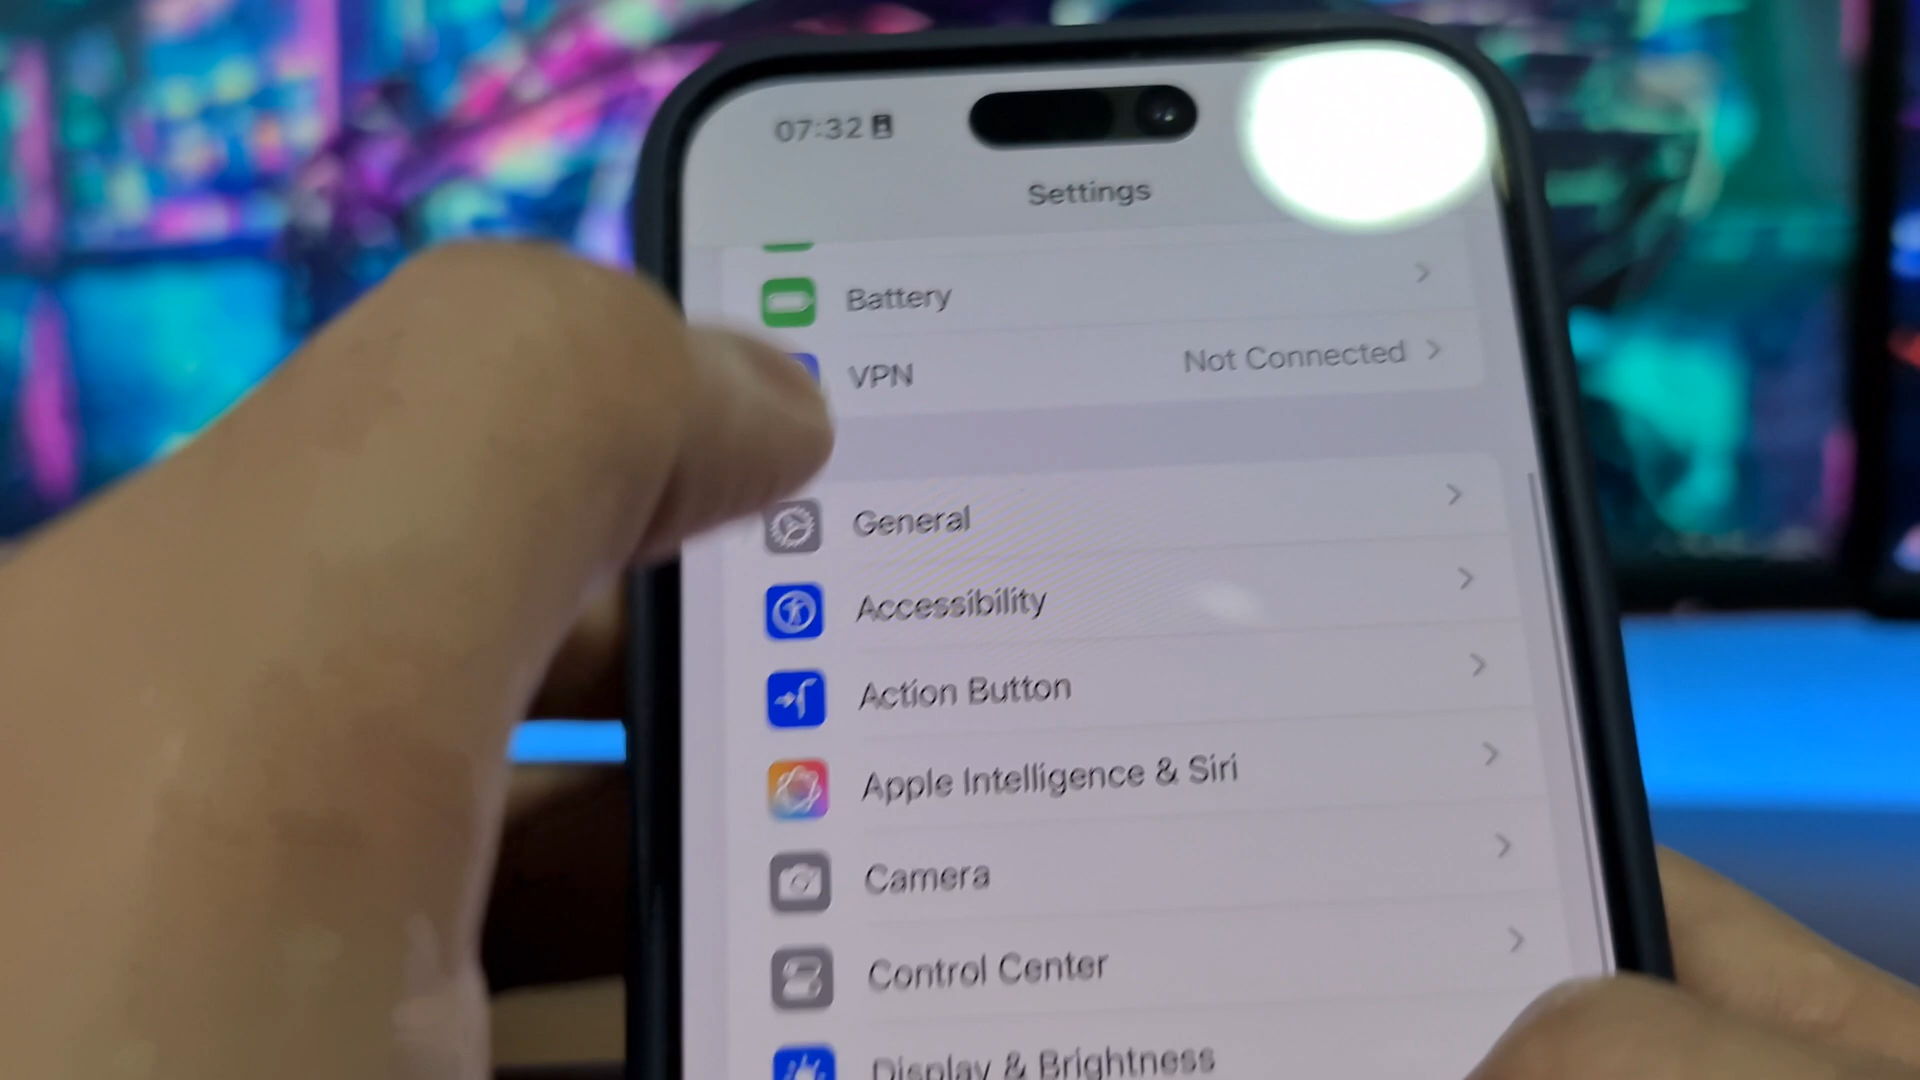 07:32
Settings
Battery
VPN Not Connected
General
Accessibility
Action Button
Apple Intelligence & Siri
Camera
Control Center
Display & Brightness